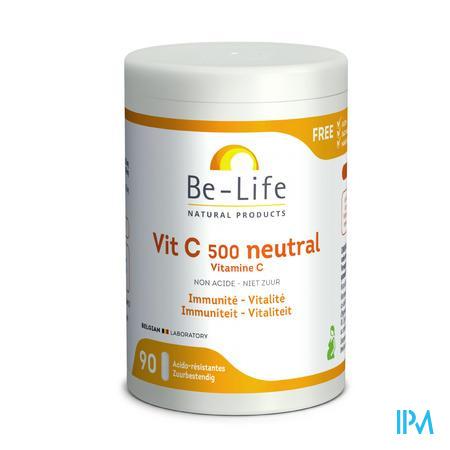 FREE
Be-Life
NATURAL PRODUCTS
Vit C 500 neutral
Vitamine C
NON ACIDE - NIET ZUUR
Immunité - Vitalité
Immuniteit - Vitaliteit
BELGIAN LABORATORY
90 Acido-résistantes
Zuurbestendig
IPM